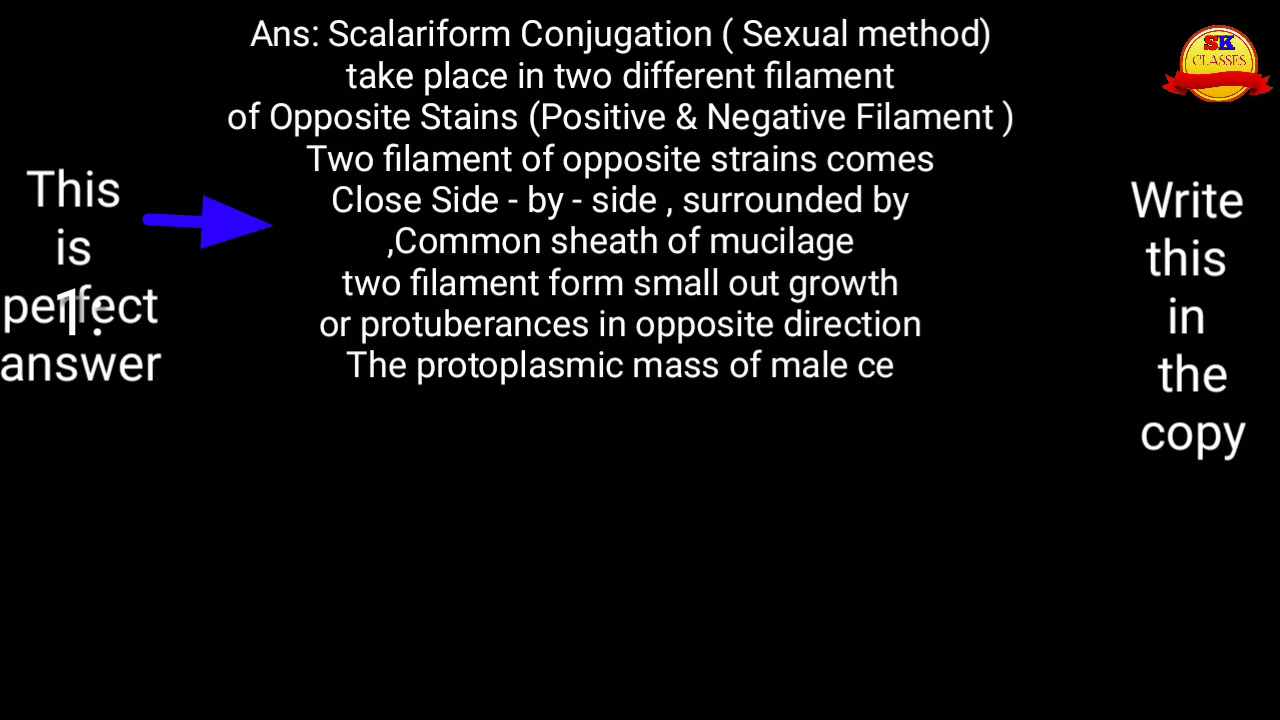 Ans: Scalariform Conjugation ( Sexual method)
take place in two different filament
of Opposite Stains (Positive & Negative Filament )
Two filament of opposite strains comes
Close Side - by - side , surrounded by
,Common sheath of mucilage
two filament form small out growth
or protuberances in opposite direction
The protoplasmic mass of male ce
This
is
perfect
answer
1:
Write
this
in
the
copy
SK
CLASSES